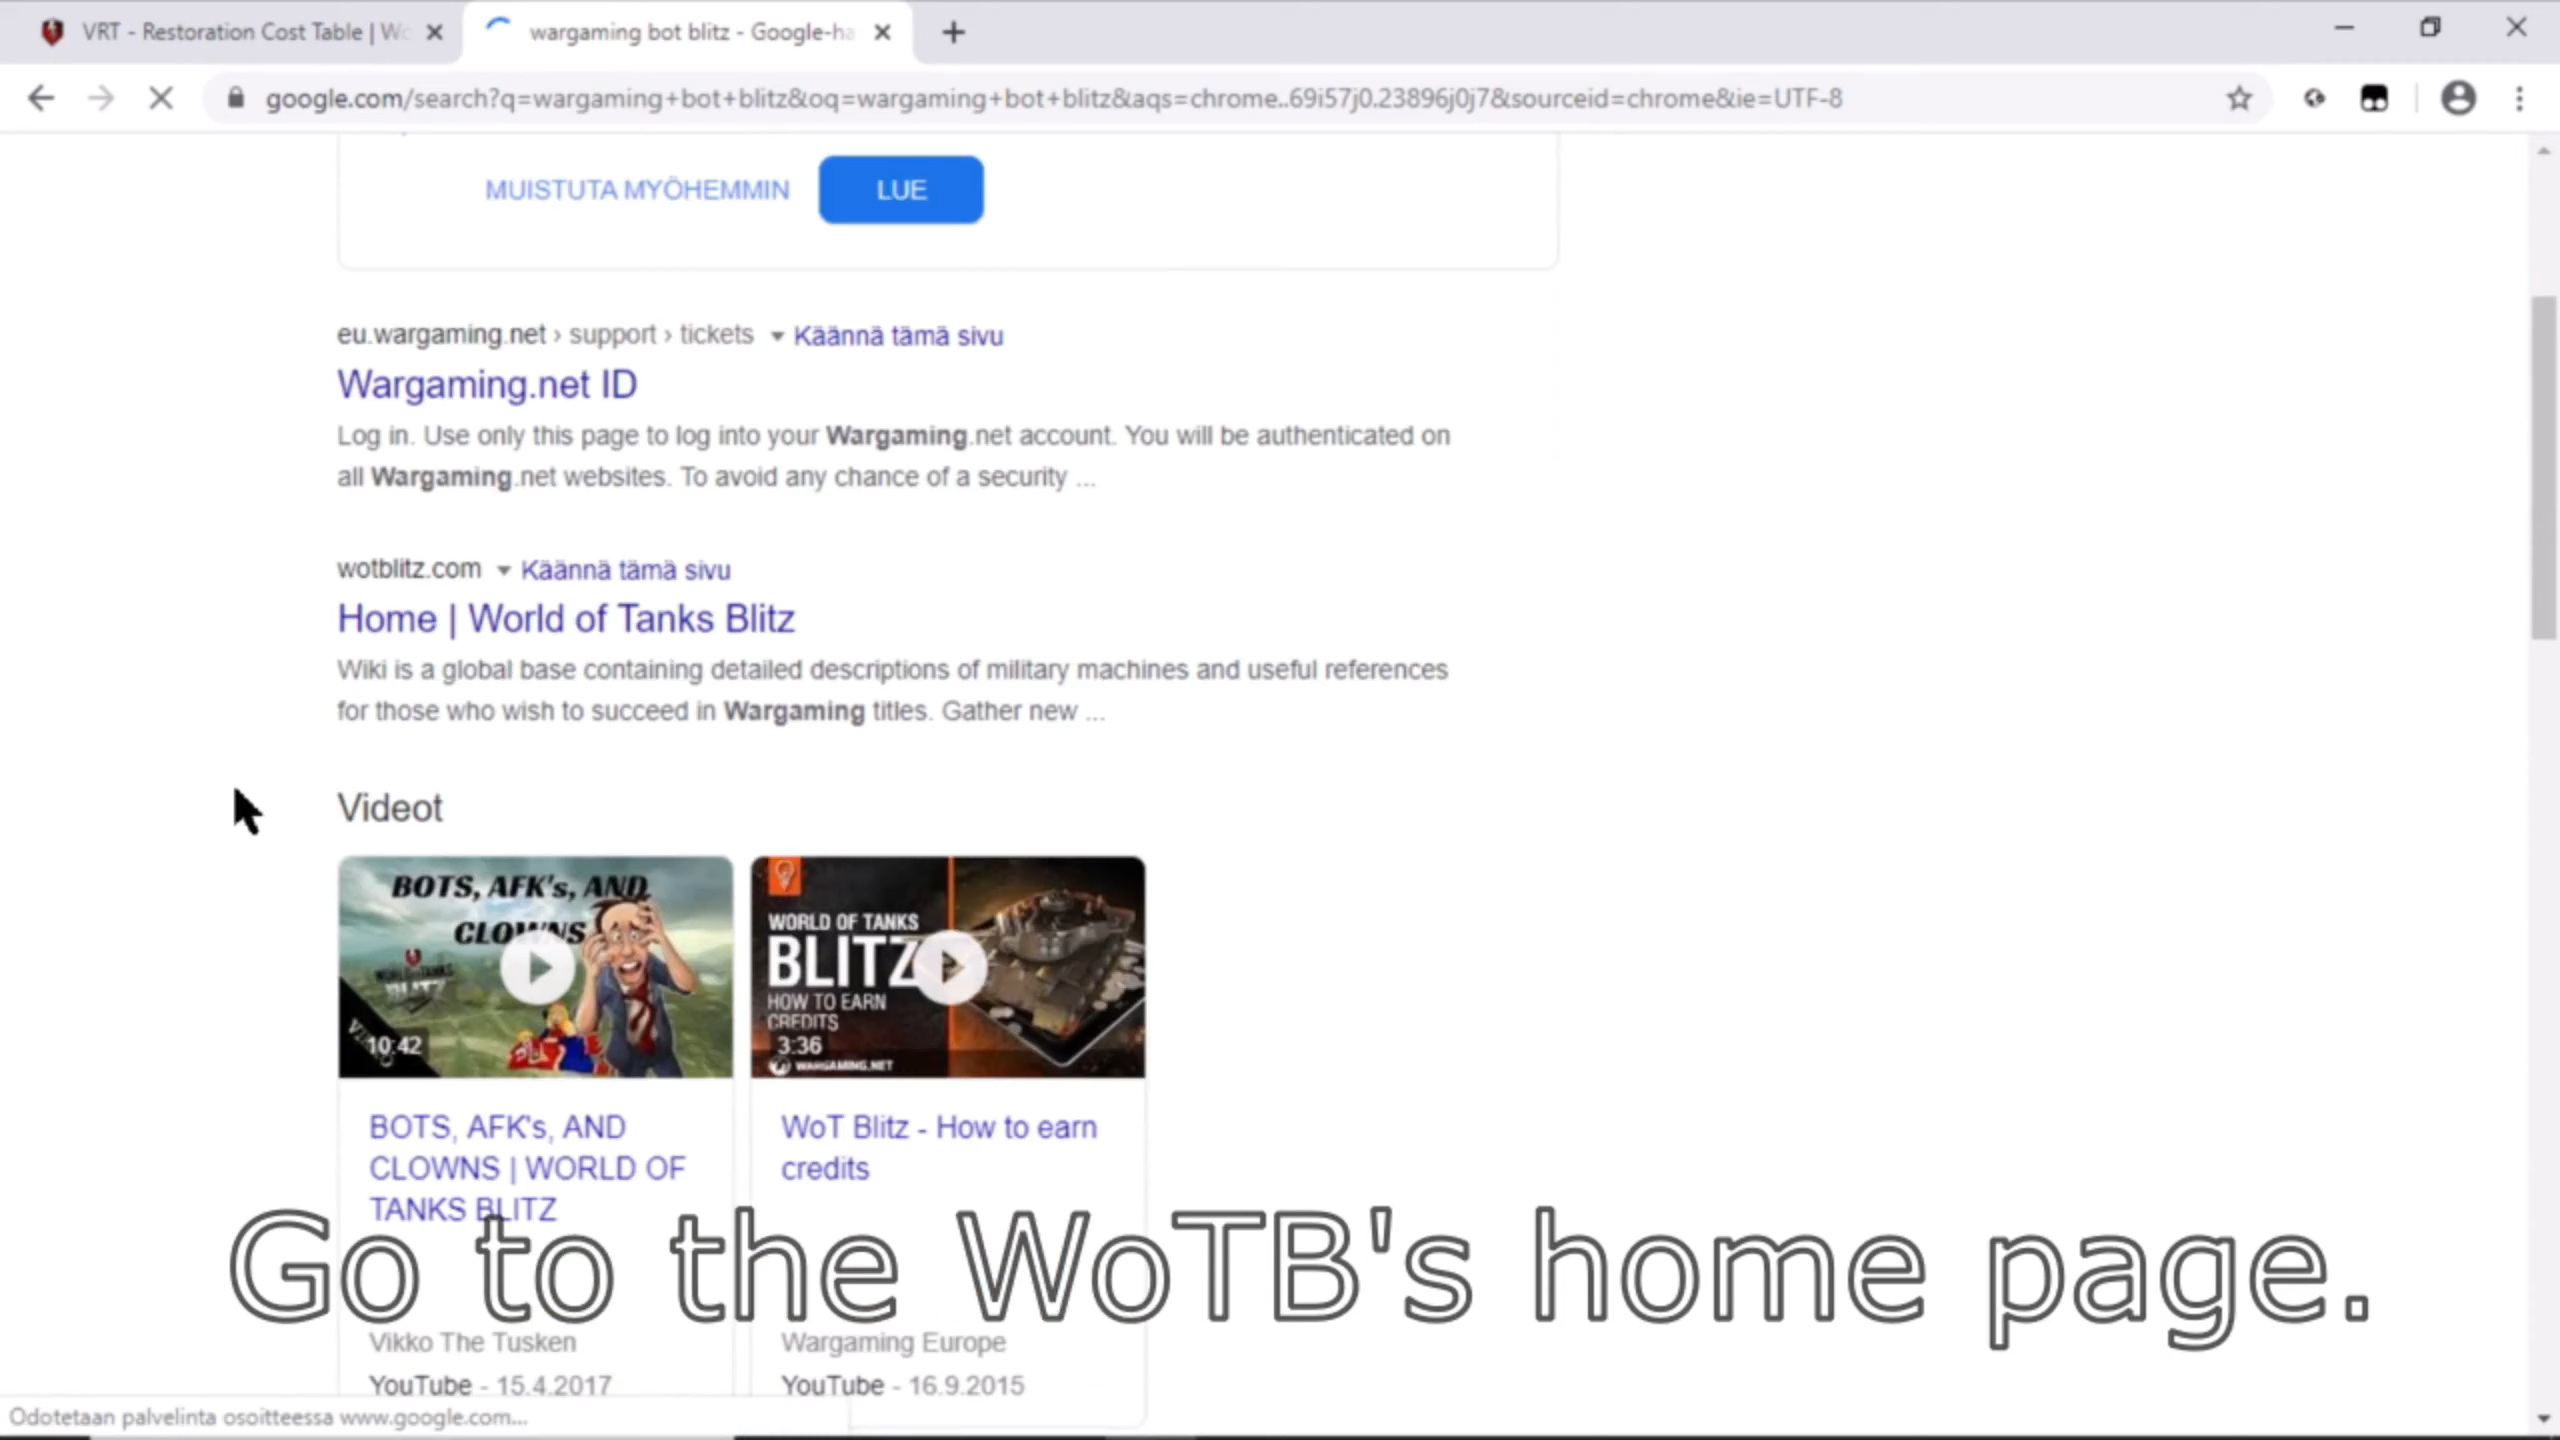 VRT - Restoration Cost Table | Wo
wargaming bot blitz - Google-ha
google.com/search?q=wargaming+bot+blitz&oq=wargaming+bot+blitz&aqs=chrome..69i57j0.23896j0j7&sourceid=chrome&ie=UTF-8
MUISTUTA MYÖHEMMIN
LUE
eu.wargaming.net › support › tickets Käännä tämä sivu
Wargaming.net ID
Log in. Use only this page to log into your Wargaming.net account. You will be authenticated on
all Wargaming.net websites. To avoid any chance of a security ...
wotblitz.com Käännä tämä sivu
Home | World of Tanks Blitz
Wiki is a global base containing detailed descriptions of military machines and useful references
for those who wish to succeed in Wargaming titles. Gather new ...
Videot
BOTS, AFK's, AND
CLOWNS
10:42
WORLD OF TANKS
BLITZ
HOW TO EARN
CREDITS
3:36
WARGAMING.NET
BOTS, AFK's, AND
CLOWNS | WORLD OF
TANKS BLITZ
Vikko The Tusken
YouTube - 15.4.2017
WoT Blitz - How to earn
credits
Wargaming Europe
YouTube - 16.9.2015
Go to the WoTB's home page.
Odotetaan palvelinta osoitteessa www.google.com...